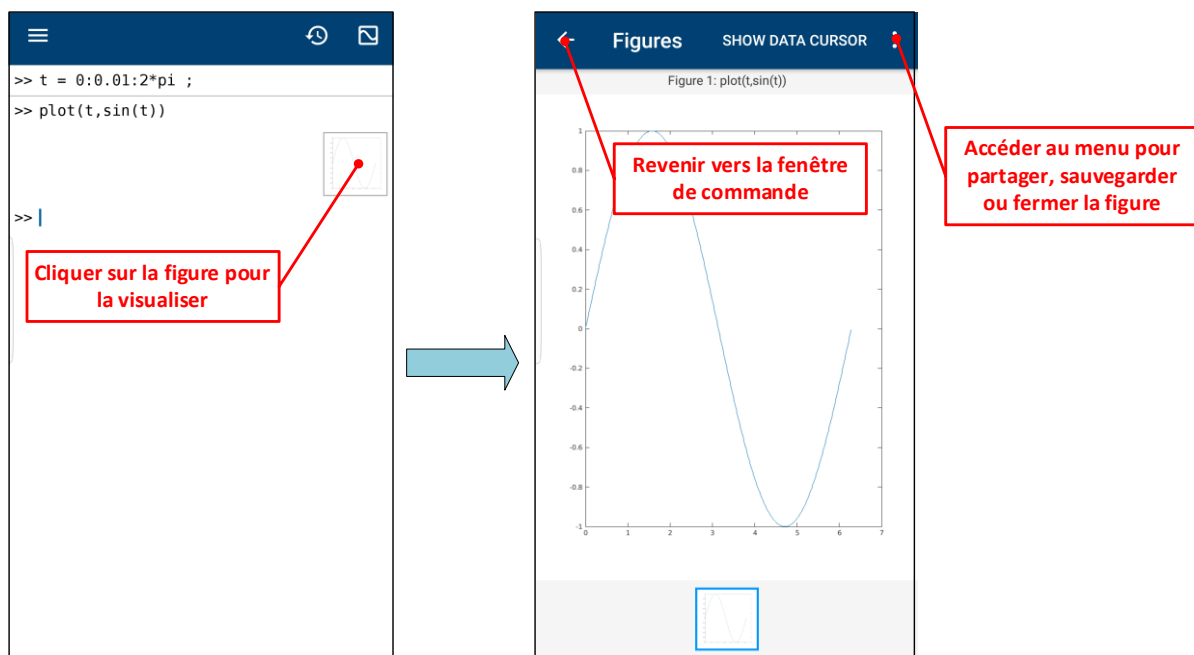 >> t = 0:0.01:2*pi ;
>> plot(t,sin(t))
>>
Cliquer sur la figure pour
la visualiser
Figures
SHOW DATA CURSOR
Figure 1: plot(t,sin(t))
1
0.8
0.6
0.4
0.2
0
-0.2
-0.4
-0.6
-0.8
-1
0 1 2 3 4 5 6 7
Revenir vers la fenêtre
de commande
Accéder au menu pour
partager, sauvegarder
ou fermer la figure